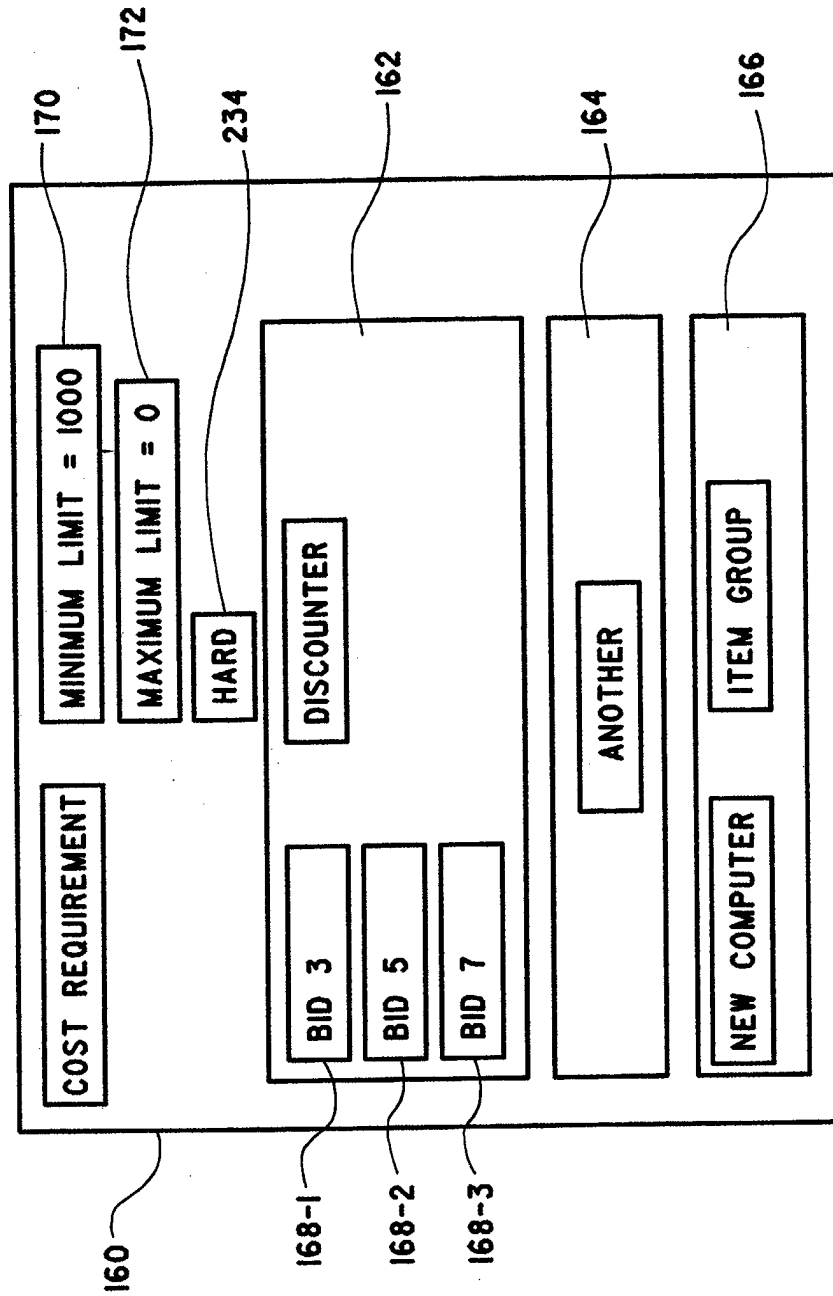 COST REQUIREMENT
MINIMUM LIMIT = 1000
170
MAXIMUM LIMIT = 0
172
HARD
234
160
DISCOUNTER
162
BID 3
168-1
BID 5
168-2
BID 7
168-3
ANOTHER
164
NEW COMPUTER
ITEM GROUP
166